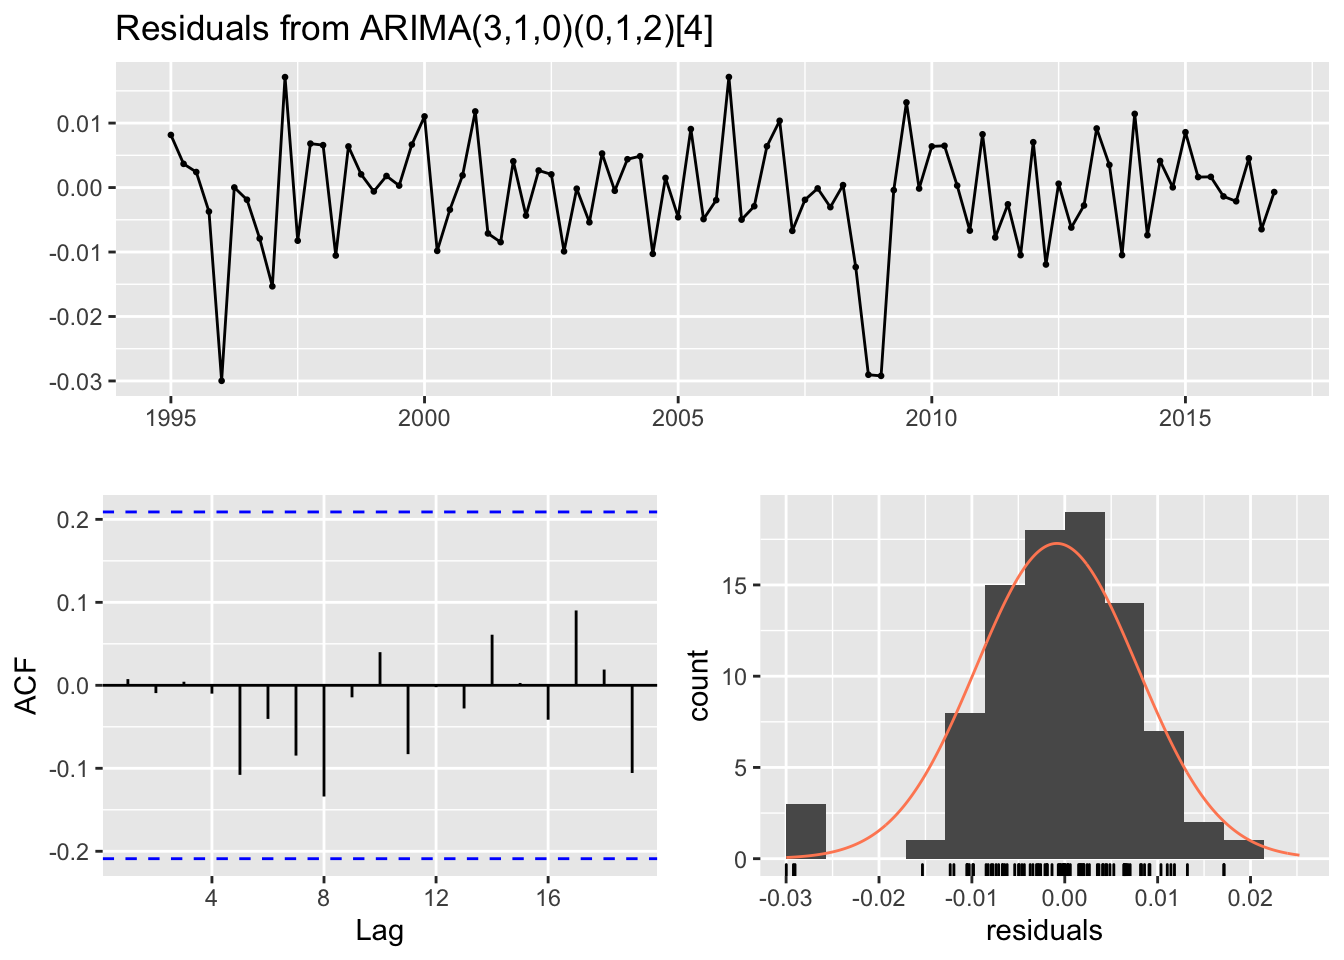 Residuals from ARIMA(3,1,0)(0,1,2)[4]
0.01
0.00
-0.01
-0.02
-0.03
1995 2000 2005 2010 2015
ACF
0.2
0.1
0.0
-0.1
-0.2
4 8 12 16
Lag
count
15
10
5
0
-0.03 -0.02 -0.01 0.00 0.01 0.02
residuals